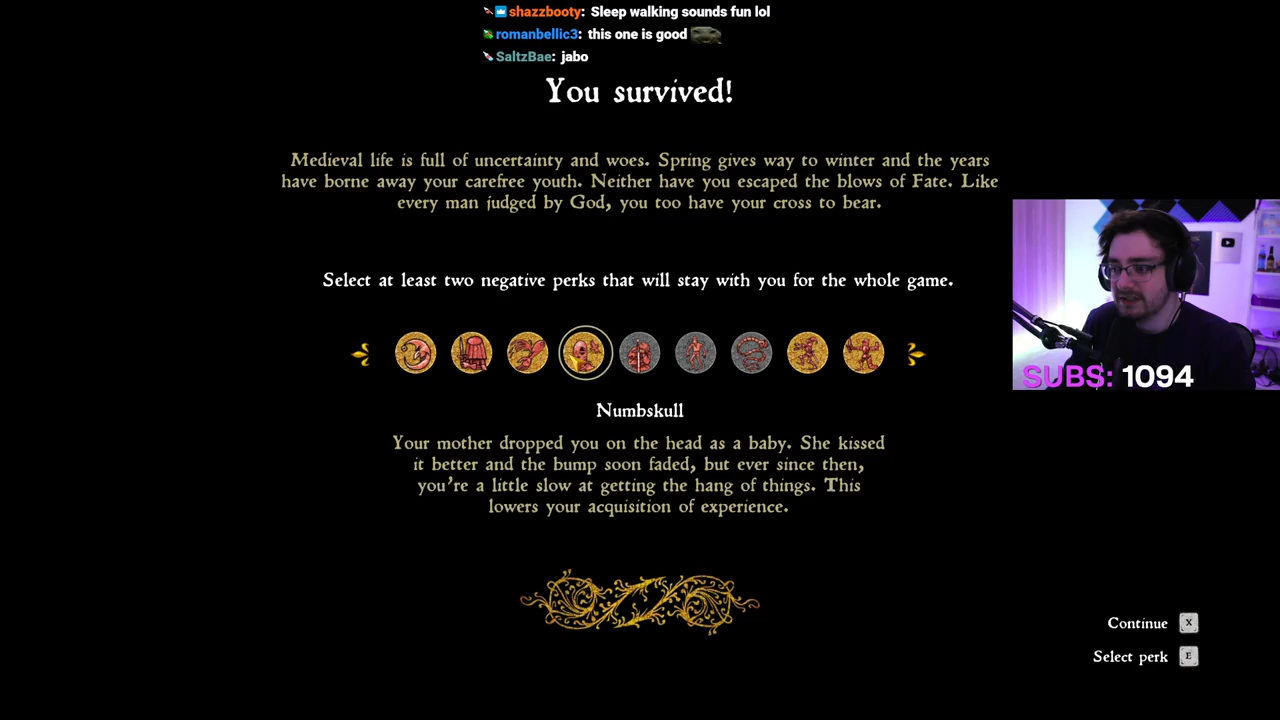 shazzbooty: Sleep walking sounds fun lol
romanbellic3: this one is good
SaltzBae: jabo
You survived!
Medieval life is full of uncertainty and woes. Spring gives way to winter and the years
have borne away your carefree youth. Neither have you escaped the blows of Fate. Like
every man judged by God, you too have your cross to bear.
Select at least two negative perks that will stay with you for the whole game.
SUBS: 1094
Numbskull
Your mother dropped you on the head as a baby. She kissed
it better and the bump soon faded, but ever since then,
you're a little slow at getting the hang of things. This
lowers your acquisition of experience.
Continue X
Select perk E